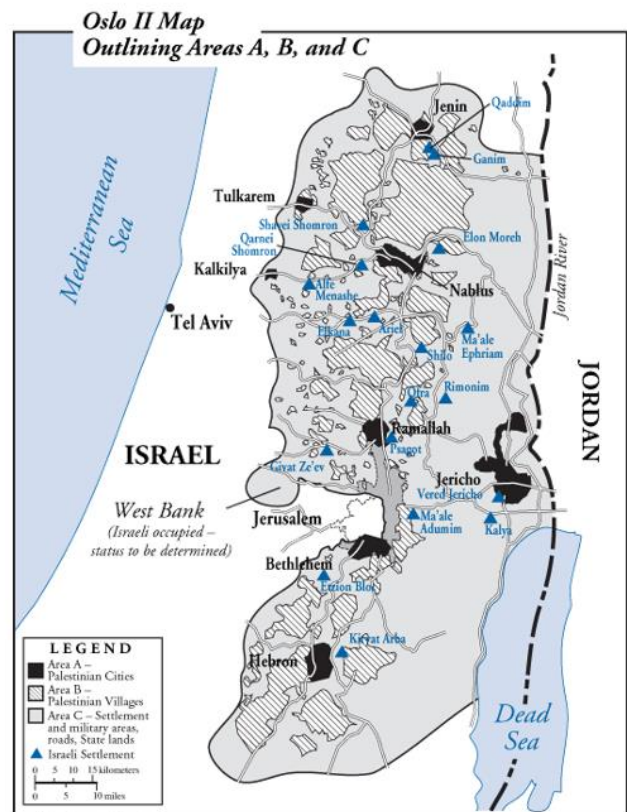 Oslo II Map
Outlining Areas A, B, and C
Mediterranean
Sea
Jenin
Qaddim
Ganim
Tulkarem
Shavei Shomron
Qarnei
Shomron
Elon Moreh
Kalkilya
Alfe
Menashe
Nablus
Jordan River
Tel Aviv
Elkana
Ariel
Ma'ale
Ephriam
Shilo
JORDAN
Ofra
Rimonim
Ramallah
ISRAEL
Psagot
Givat Ze'ev
Jericho
Vered Jericho
West Bank
(Israeli occupied –
status to be determined)
Jerusalem
Ma'ale
Adumim
Kalya
Bethlehem
Etzion Bloc
Kiryat Arba
Hebron
Dead
Sea
LEGEND
Area A –
Palestinian Cities
Area B –
Palestinian Villages
Area C – Settlement
and military areas,
roads, State lands
Israeli Settlement
0 5 10 15 kilometers
0 5 10 miles